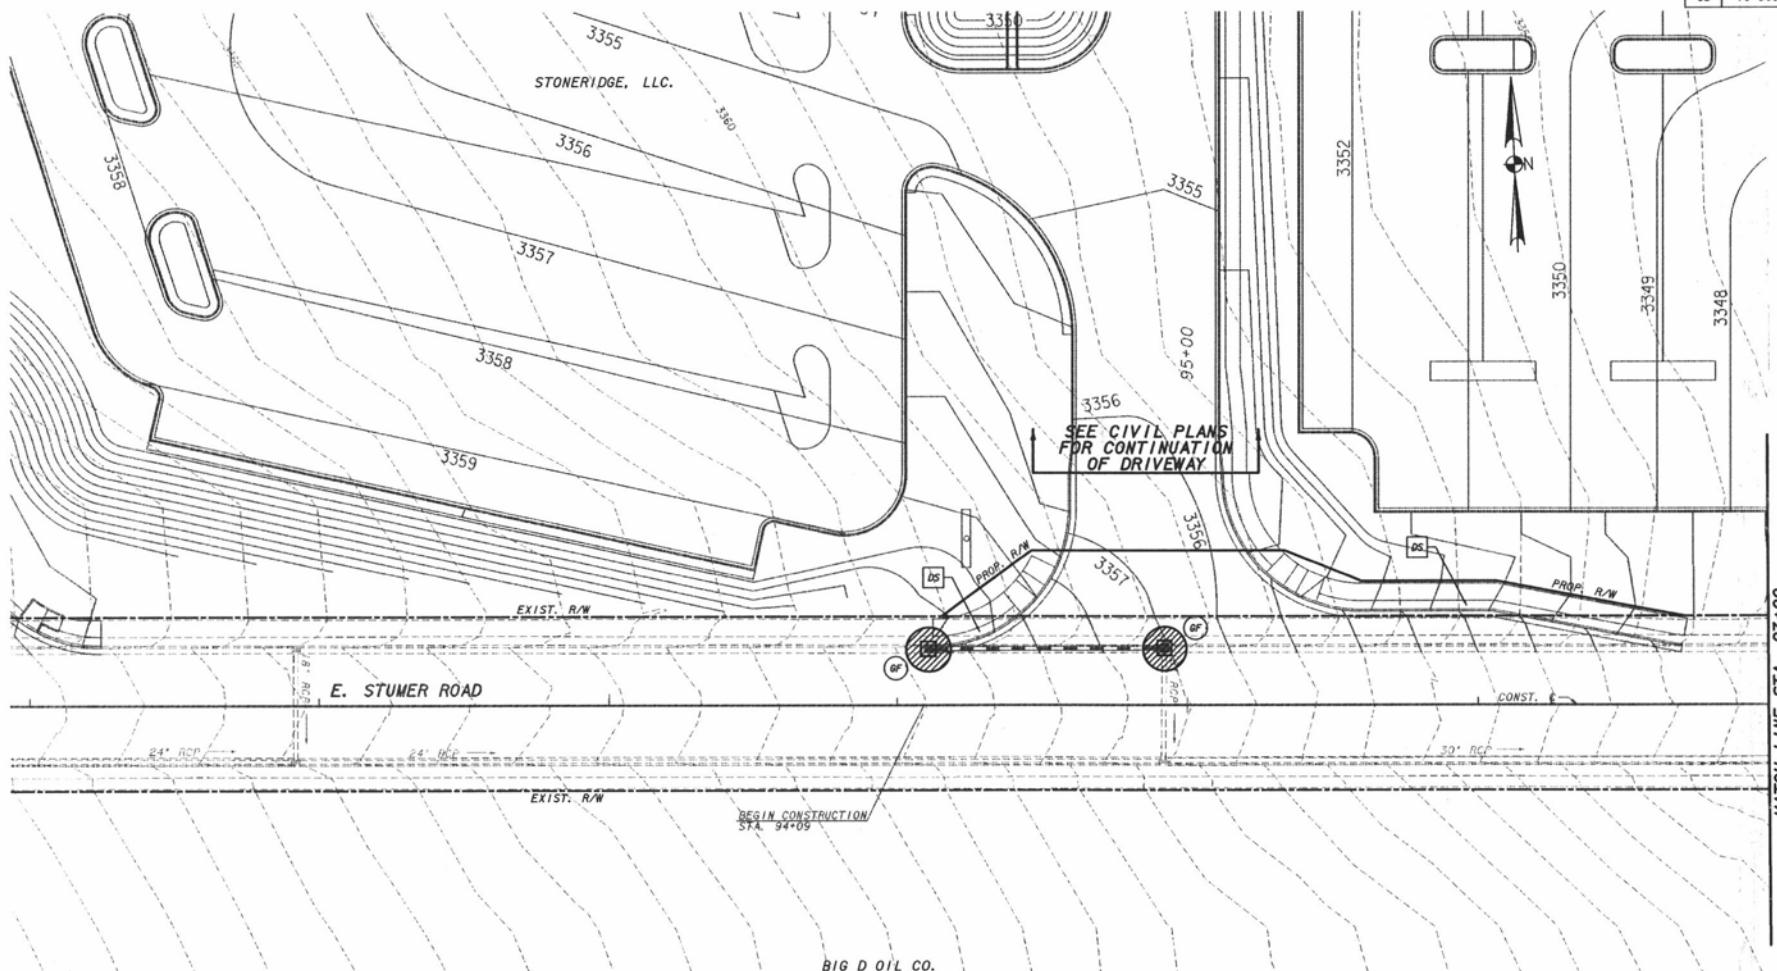 3350
3355
STONERIDGE, LLC.
3360
3356
3352
N
3358
3355
3357
3350
3349
3348
3358
95+00
3356
SEE CIVIL PLANS
FOR CONTINUATION
OF DRIVEWAY
3359
3356
DS
PROP. R/W
3357
DS
PROP. R/W
EXIST. R/W
GF
GF
E. STUMER ROAD
CONST. ℄
24" RCP
24" RCP
30" RCP
EXIST. R/W
BEGIN CONSTRUCTION
STA. 94+09
BIG D OIL CO.